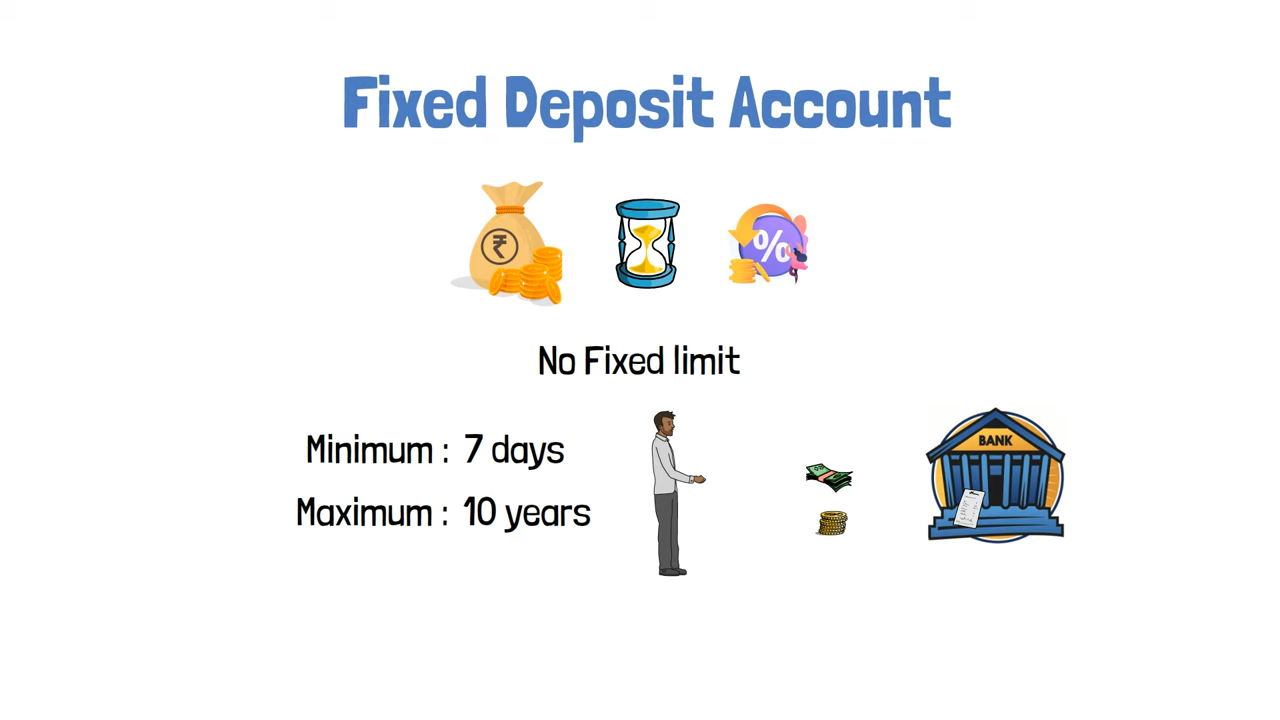 Fixed Deposit Account
₹
%
No Fixed limit
Minimum : 7 days
Maximum : 10 years
BANK